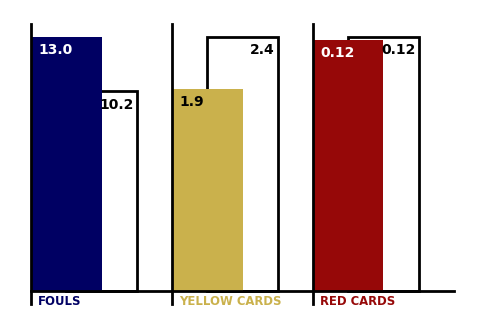 13.0
10.2
1.9
2.4
0.12
0.12
FOULS
YELLOW CARDS
RED CARDS